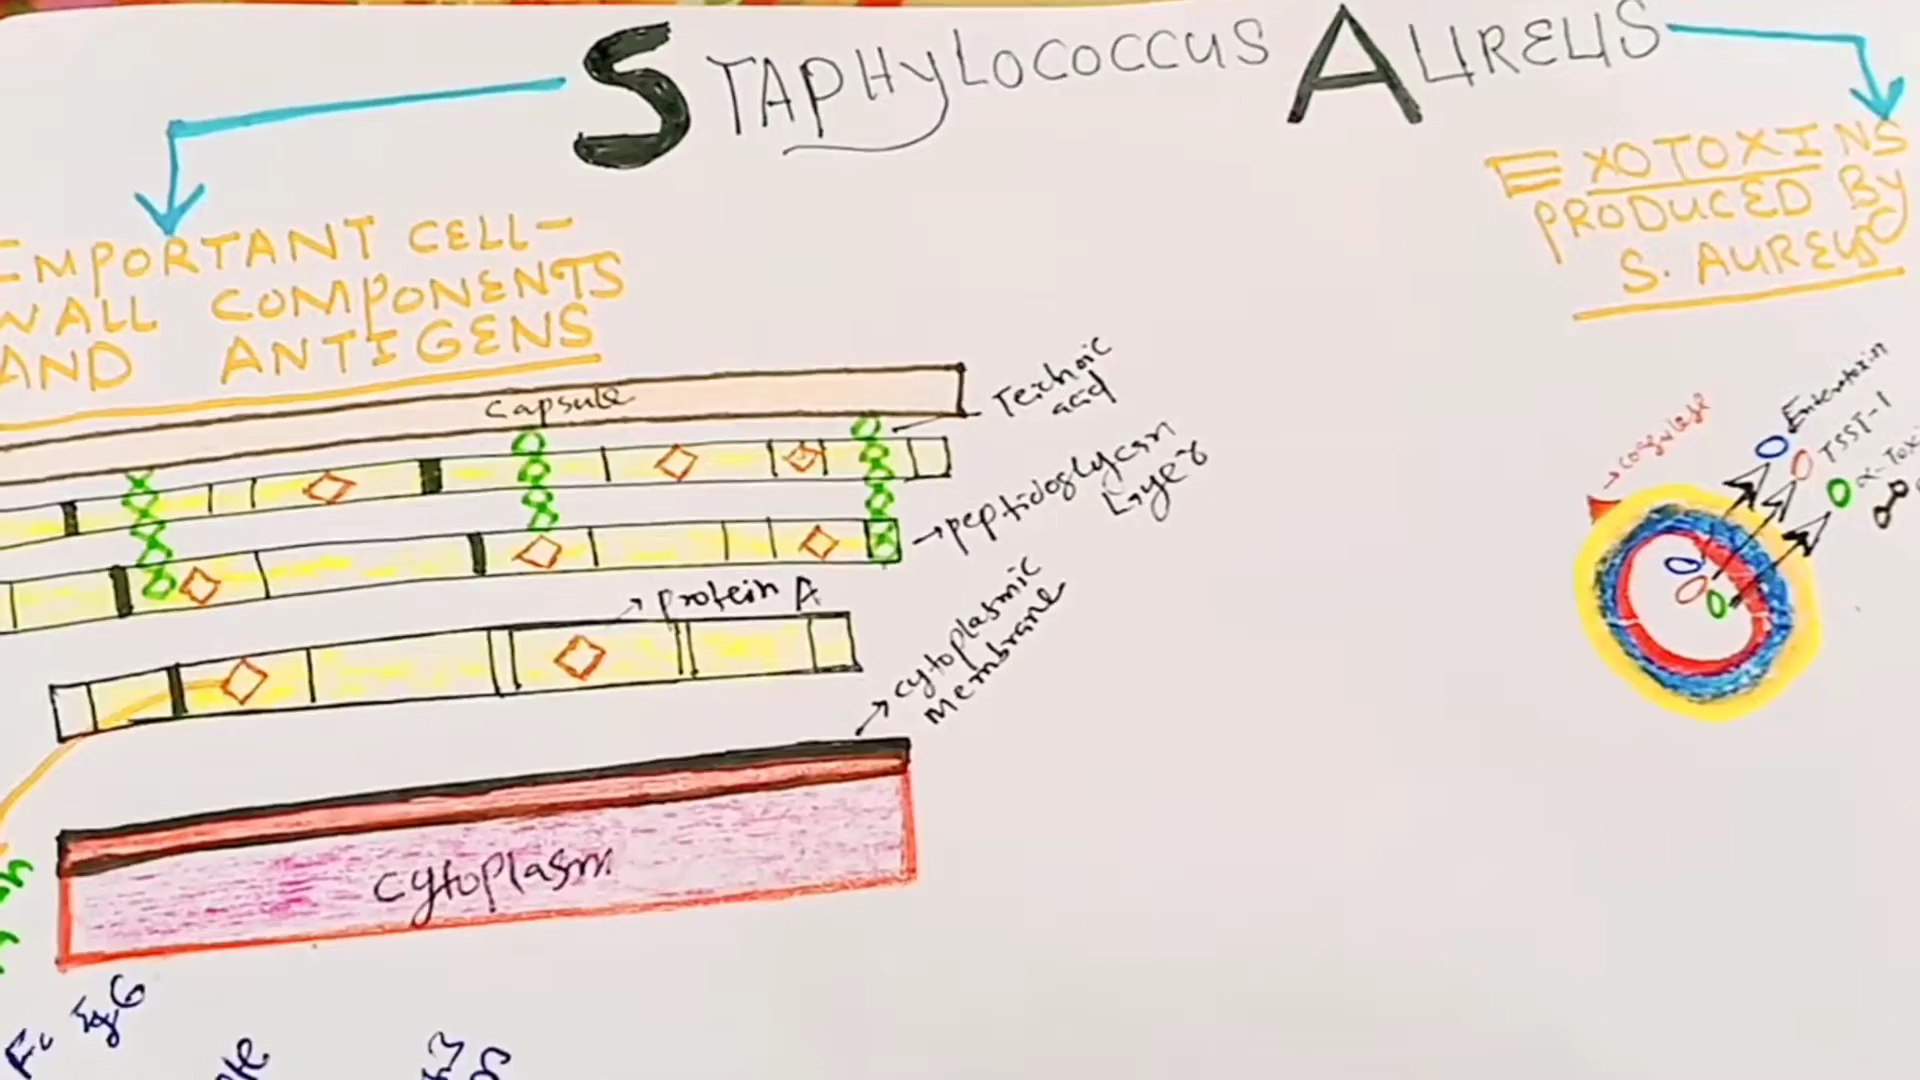 STAPHYLOCOCCUS AUREUS
IMPORTANT CELL-
WALL COMPONENTS
AND ANTIGENS
EXOTOXINS
PRODUCED BY
S. AUREUS
Capsule
Teichoic
acid
peptidoglycan
Layer
Protein A
cytoplasmic
Membrane
cytoplasm
coagulase
Enterotoxin
TSST-1
Fc IgG